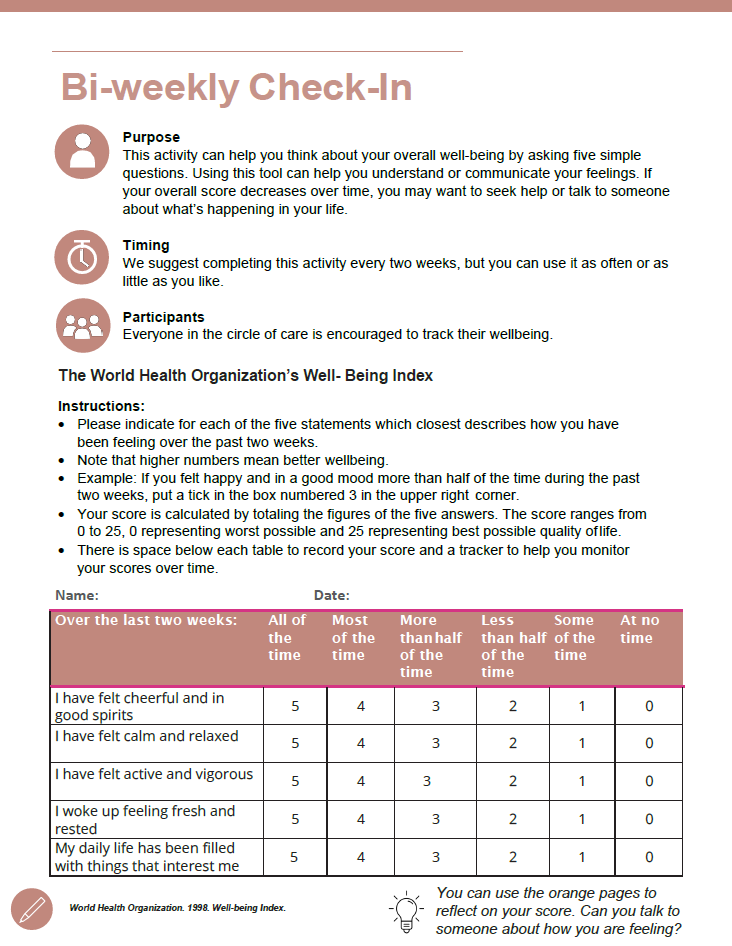 Bi-weekly Check-In
Purpose
This activity can help you think about your overall well-being by asking five simple
questions. Using this tool can help you understand or communicate your feelings. If
your overall score decreases over time, you may want to seek help or talk to someone
about what's happening in your life.
Timing
We suggest completing this activity every two weeks, but you can use it as often or as
little as you like.
Participants
Everyone in the circle of care is encouraged to track their wellbeing.
The World Health Organization's Well- Being Index
Instructions:
• Please indicate for each of the five statements which closest describes how you have
been feeling over the past two weeks.
• Note that higher numbers mean better wellbeing.
• Example: If you felt happy and in a good mood more than half of the time during the past
two weeks, put a tick in the box numbered 3 in the upper right corner.
• Your score is calculated by totaling the figures of the five answers. The score ranges from
0 to 25, 0 representing worst possible and 25 representing best possible quality of life.
• There is space below each table to record your score and a tracker to help you monitor
your scores over time.
Name: Date:
Over the last two weeks: All of Most More Less Some At no
the of the than half than half of the time
time time of the of the time
time time
I have felt cheerful and in
good spirits 5 4 3 2 1 0
I have felt calm and relaxed 5 4 3 2 1 0
I have felt active and vigorous 5 4 3 2 1 0
I woke up feeling fresh and
rested 5 4 3 2 1 0
My daily life has been filled
with things that interest me 5 4 3 2 1 0
World Health Organization. 1998. Well-being Index.
You can use the orange pages to
reflect on your score. Can you talk to
someone about how you are feeling?